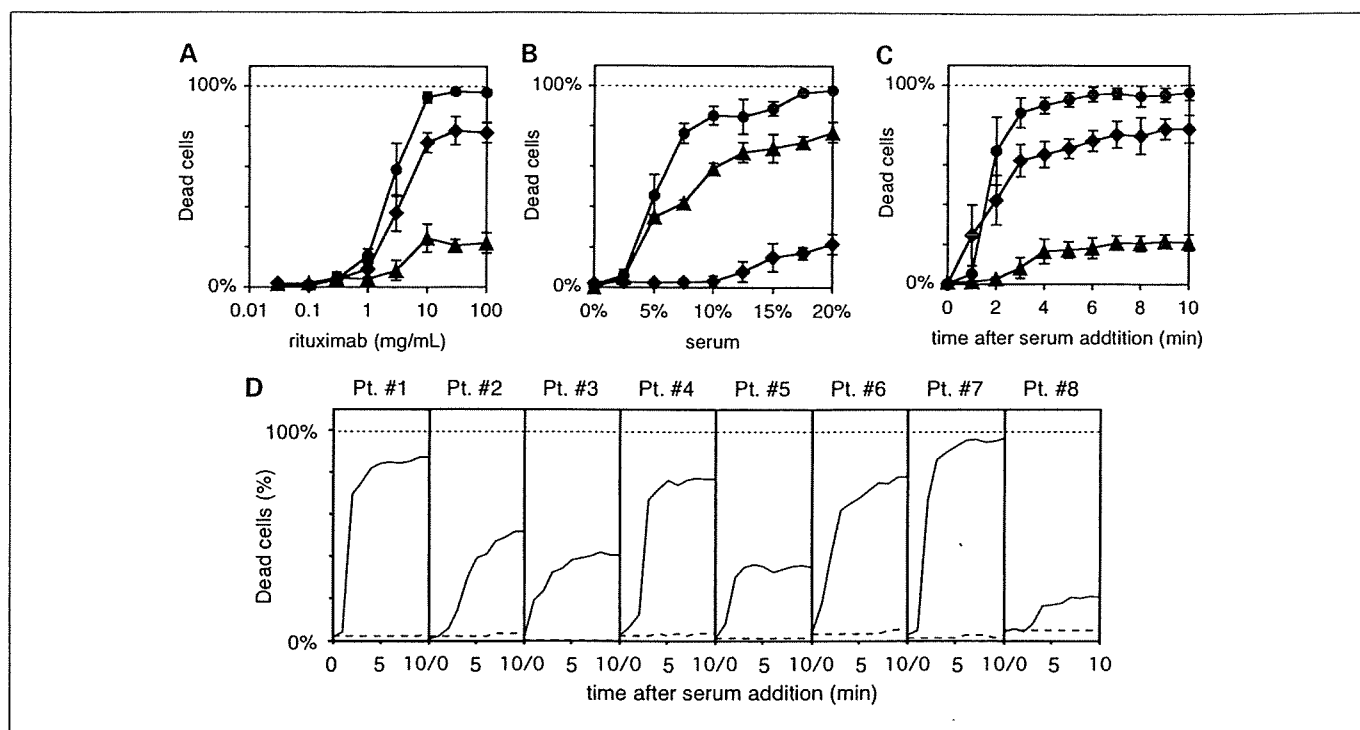 A
B
C
100%
Dead cells
0%
0.01 0.1 1 10 100
rituximab (mg/mL)
100%
Dead cells
0%
0% 5% 10% 15% 20%
serum
100%
Dead cells
0%
0 2 4 6 8 10
time after serum addtition (min)
D
Pt. #1 Pt. #2 Pt. #3 Pt. #4 Pt. #5 Pt. #6 Pt. #7 Pt. #8
100%
Dead cells (%)
0%
0 5 10/0 5 10/0 5 10/0 5 10/0 5 10/0 5 10/0 5 10/0 5 10
time after serum addition (min)